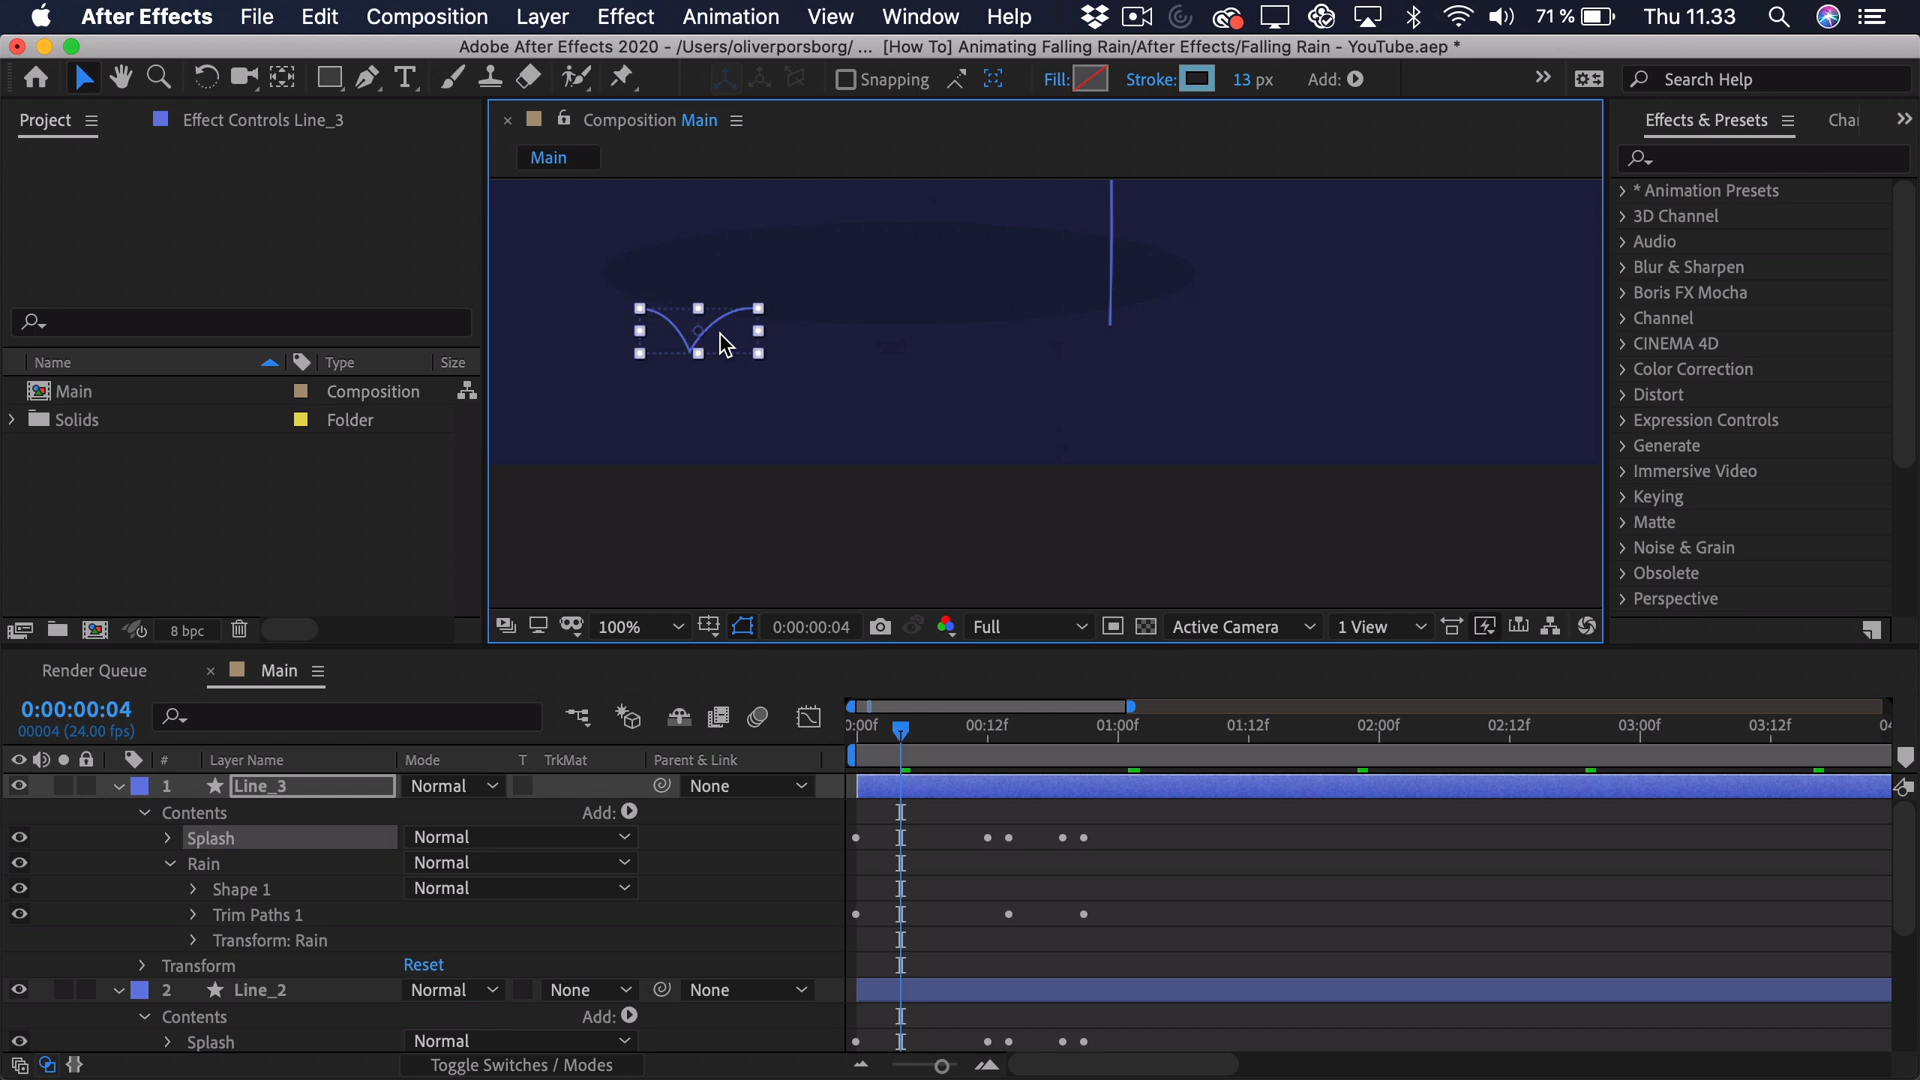 After Effects File Edit Composition Layer Effect Animation View Window Help 71 % Thu 11.33
Adobe After Effects 2020 - /Users/oliverporsborg/ ... [How To] Animating Falling Rain/After Effects/Falling Rain - YouTube.aep *
Snapping Fill: Stroke: 13 px Add: Search Help
Project Effect Controls Line_3 Composition Main Effects & Presets Cha
Main
* Animation Presets
3D Channel
Audio
Blur & Sharpen
Boris FX Mocha
Channel
CINEMA 4D
Color Correction
Distort
Expression Controls
Generate
Immersive Video
Keying
Matte
Noise & Grain
Obsolete
Perspective
Name Type Size
Main Composition
Solids Folder
8 bpc 100% 0:00:00:04 Full Active Camera 1 View
Render Queue Main
0:00:00:04
00004 (24.00 fps)
0:00f 00:12f 01:00f 01:12f 02:00f 02:12f 03:00f 03:12f 04
# Layer Name Mode T TrkMat Parent & Link
1 Line_3 Normal None
Contents Add:
Splash Normal
Rain Normal
Shape 1 Normal
Trim Paths 1
Transform: Rain
Transform Reset
2 Line_2 Normal None None
Contents Add:
Splash Normal
Toggle Switches / Modes